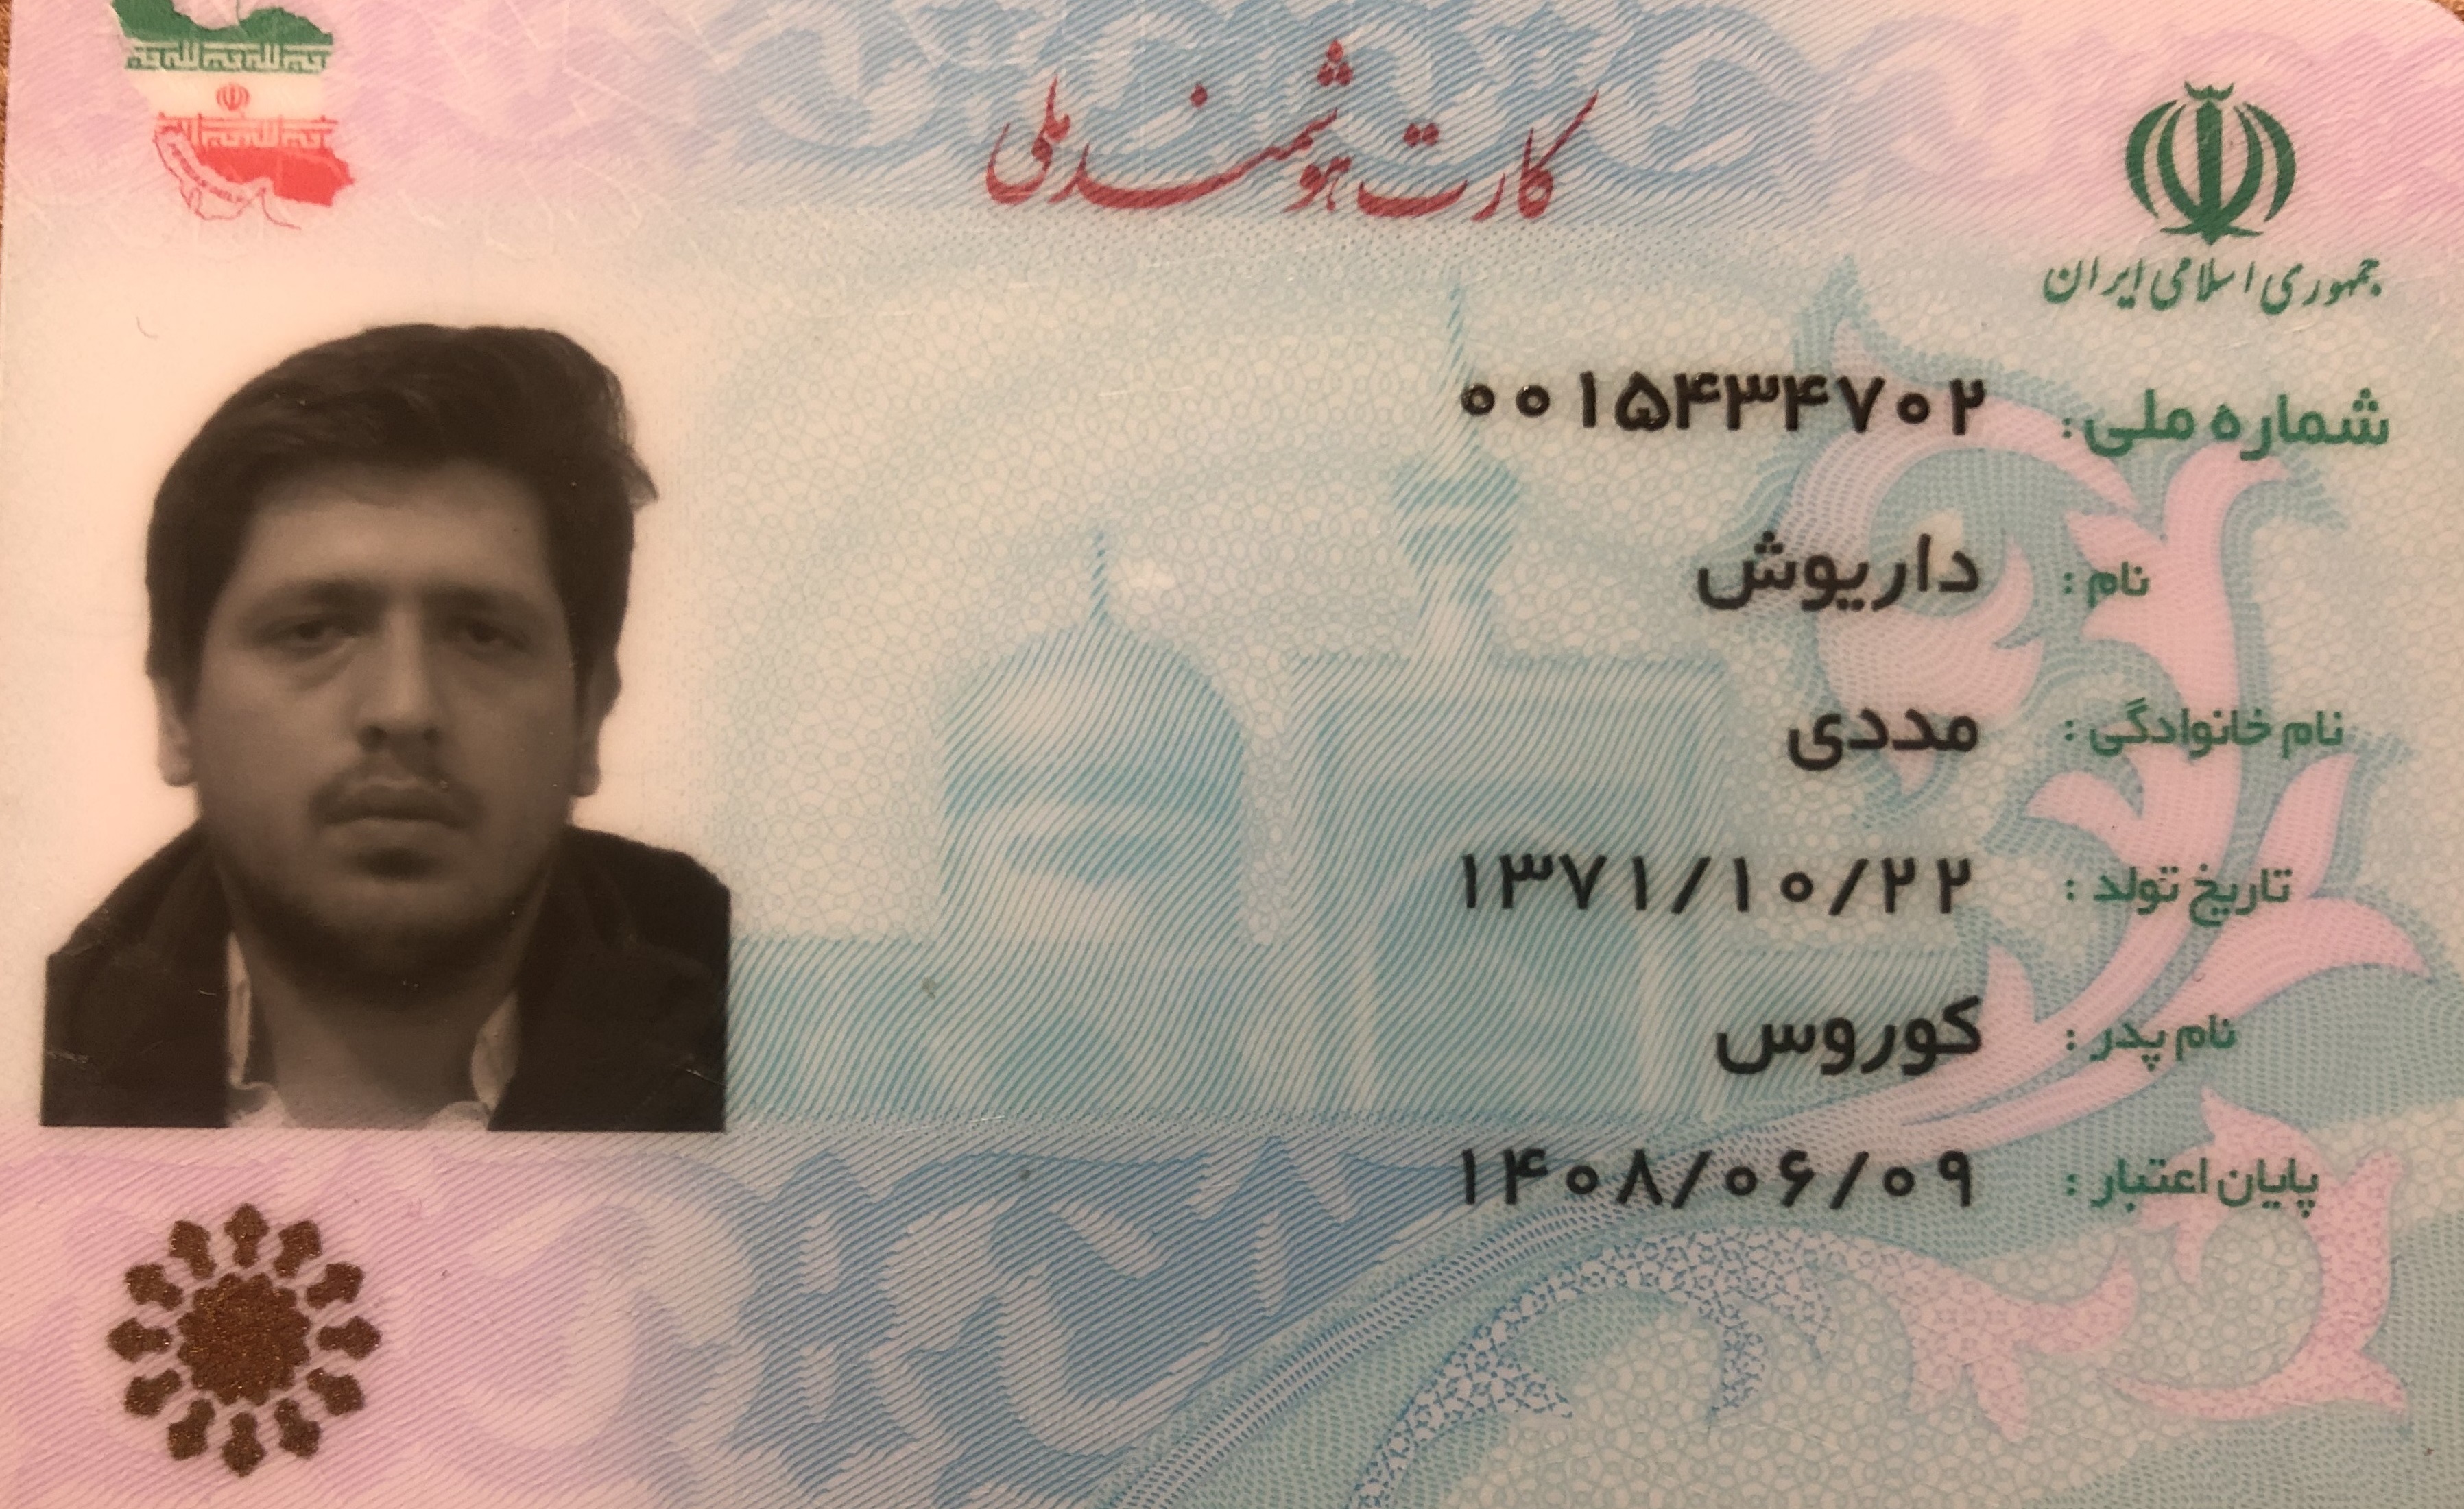 کارت هوشمند ملی
جمهوری اسلامی ایران
شماره ملی: ۰۰۱۵۴۳۴۷۰۲
نام : داریوش
نام خانوادگی : مددی
تاریخ تولد : ۱۳۷۱/۱۰/۲۲
نام پدر : کوروس
پایان اعتبار : ۱۴۰۸/۰۶/۰۹